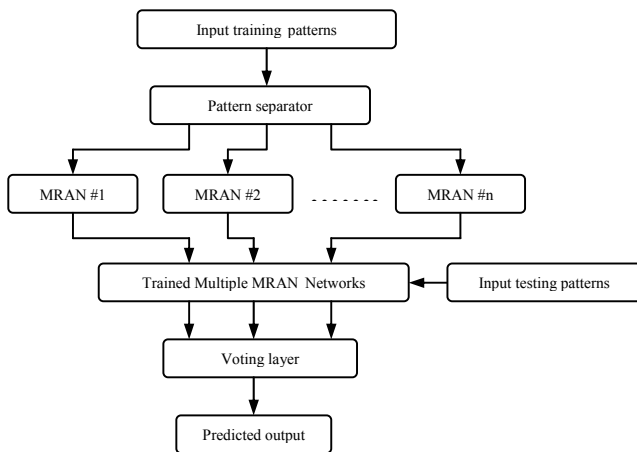 Input training patterns
Pattern separator
MRAN #1
MRAN #2
.......
MRAN #n
Trained Multiple MRAN Networks
Input testing patterns
Voting layer
Predicted output